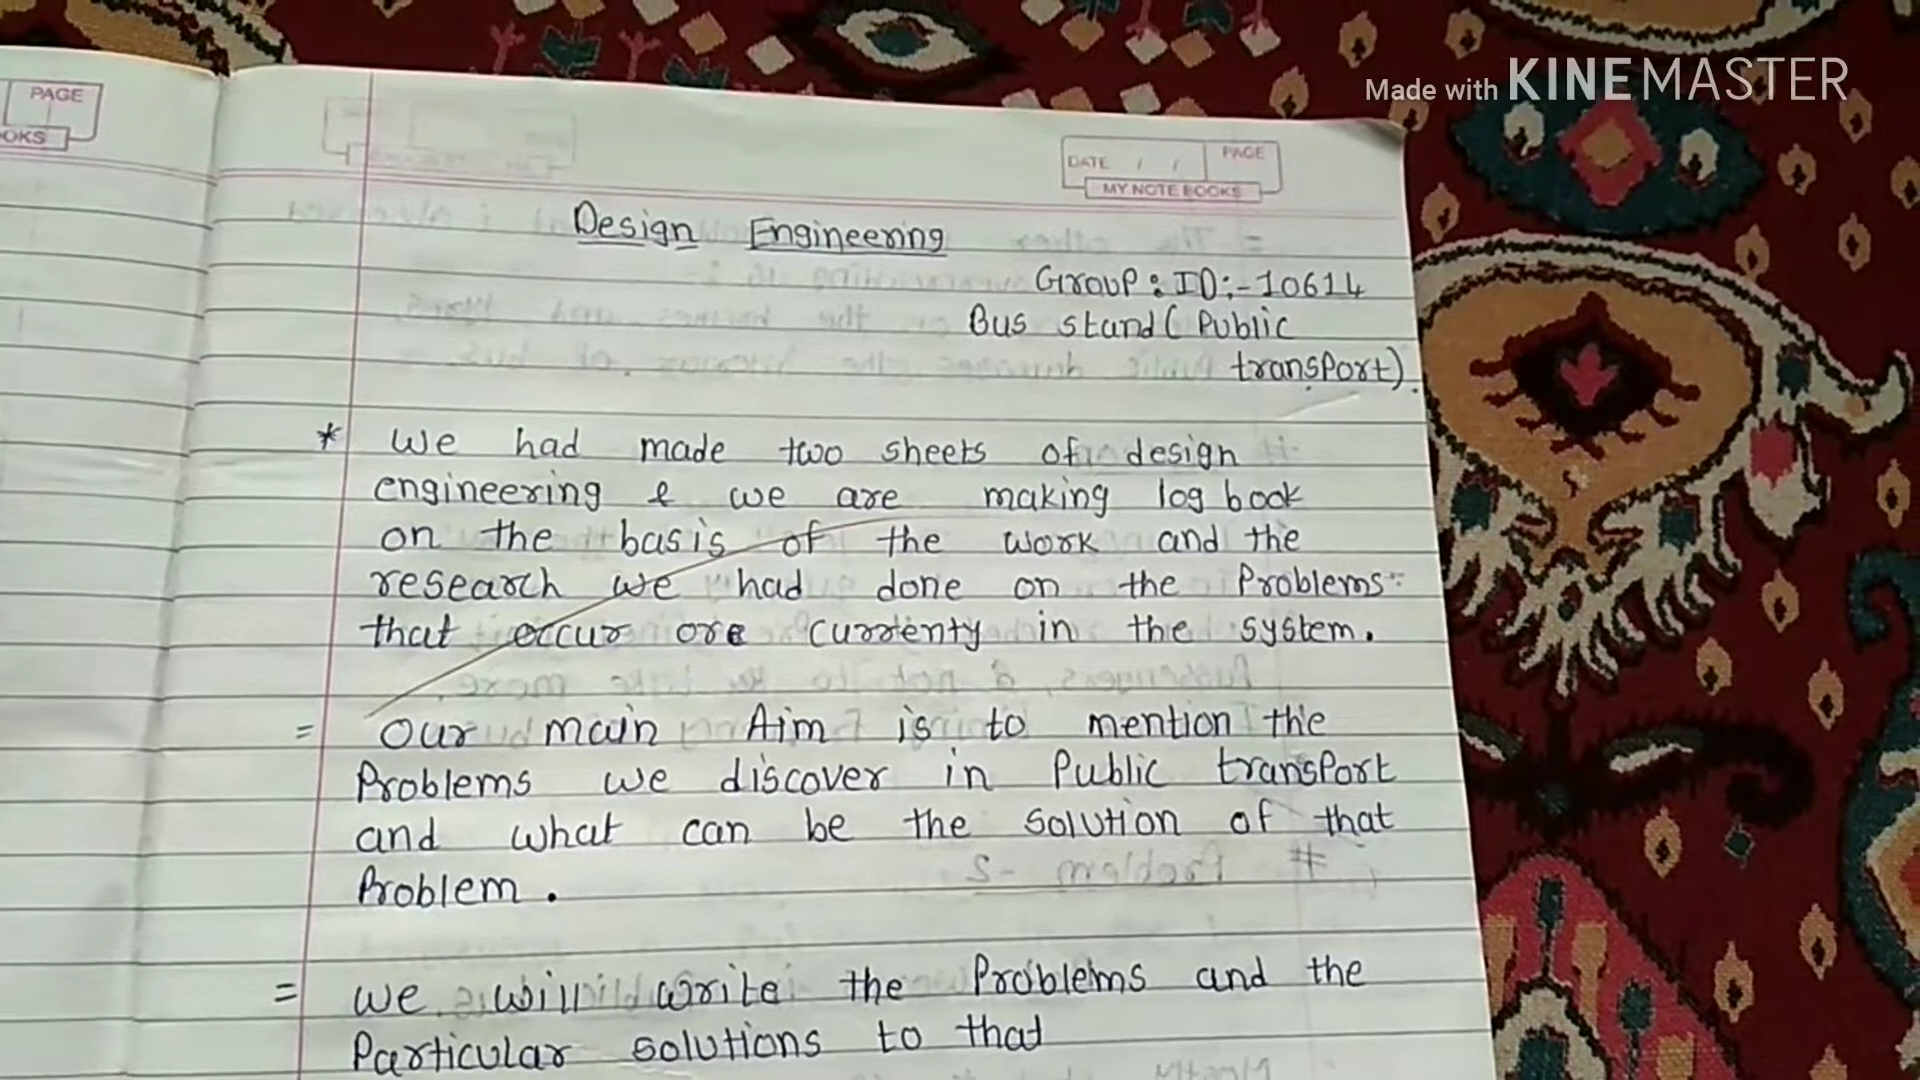 Made with KINEMASTER
PAGE
OKS
DATE / / PAGE
MY NOTE BOOKS
Design Engineering
Group : ID:-10614
Bus stand ( Public
transport).
* We had made two sheets of design
engineering & we are making log book
on the basis of the work and the
research we had done on the Problems
that occur ore currenty in the system.
= Our main Aim is to mention the
Problems we discover in Public transport
and what can be the solution of that
Problem.
= we will write the Problems and the
Particular solutions to that